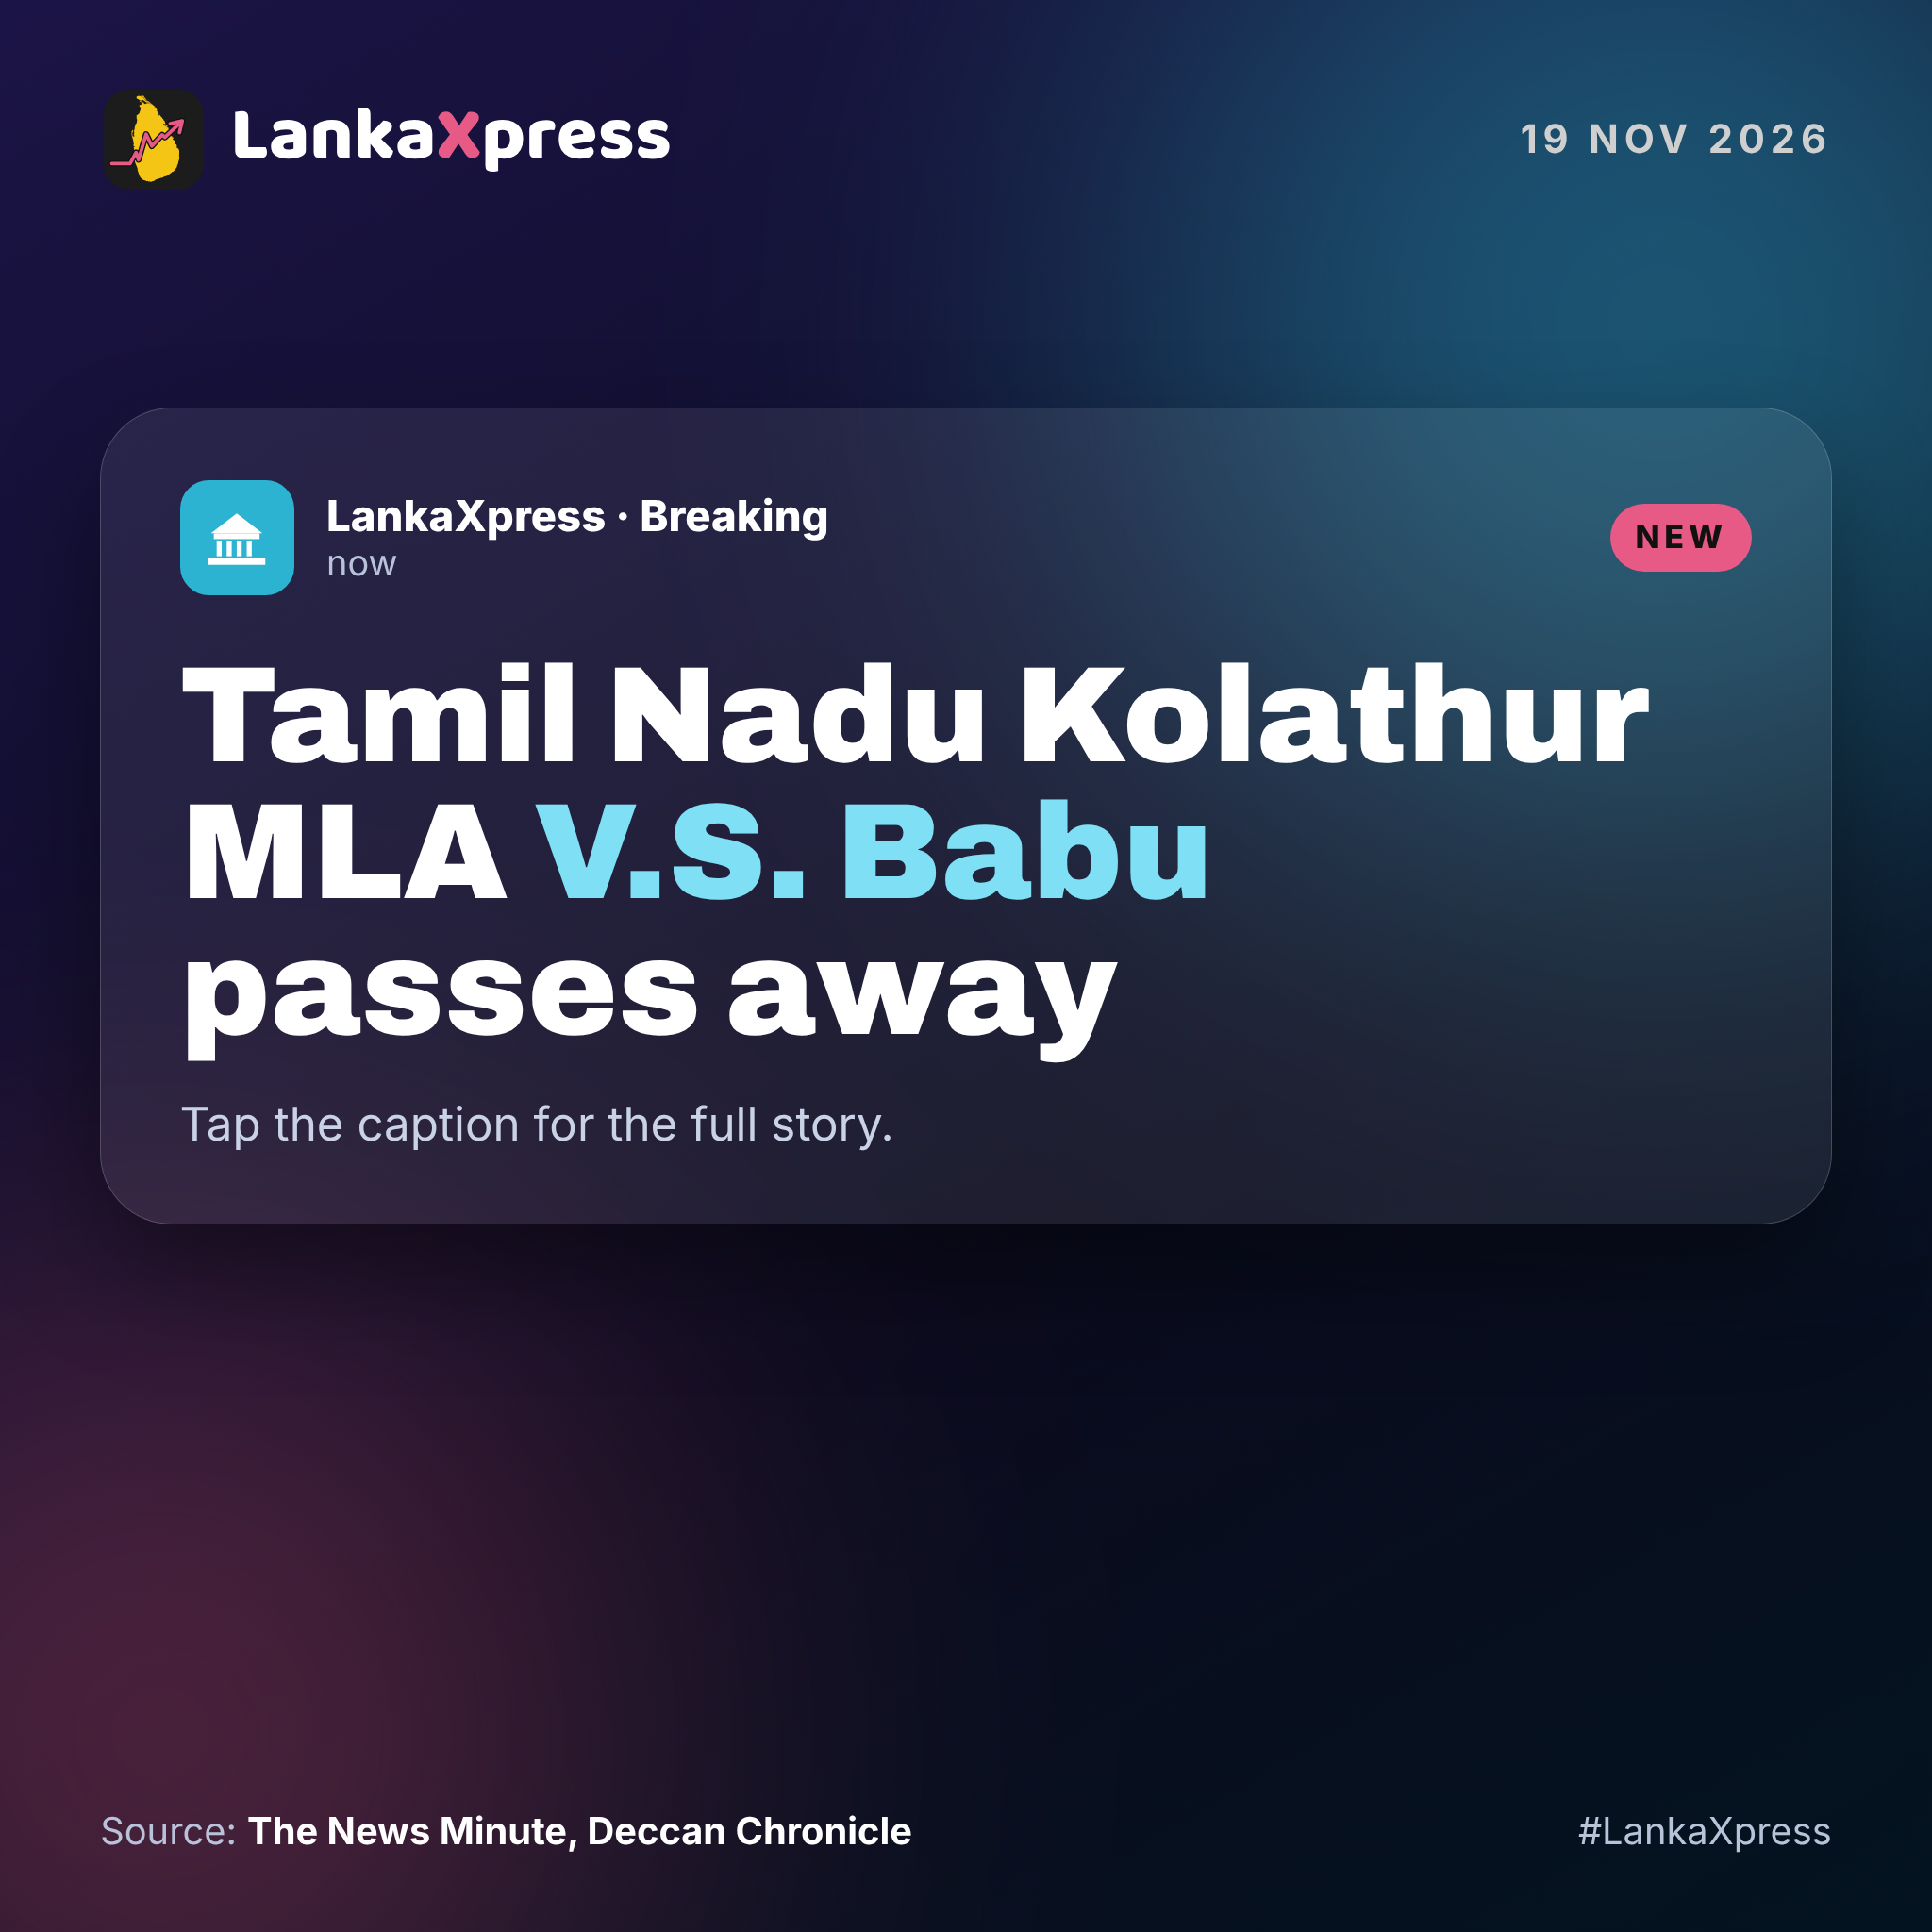 LankaXpress
19 NOV 2026
LankaXpress · Breaking
now
NEW
Tamil Nadu Kolathur
MLA V.S. Babu
passes away
Tap the caption for the full story.
Source: The News Minute, Deccan Chronicle
#LankaXpress